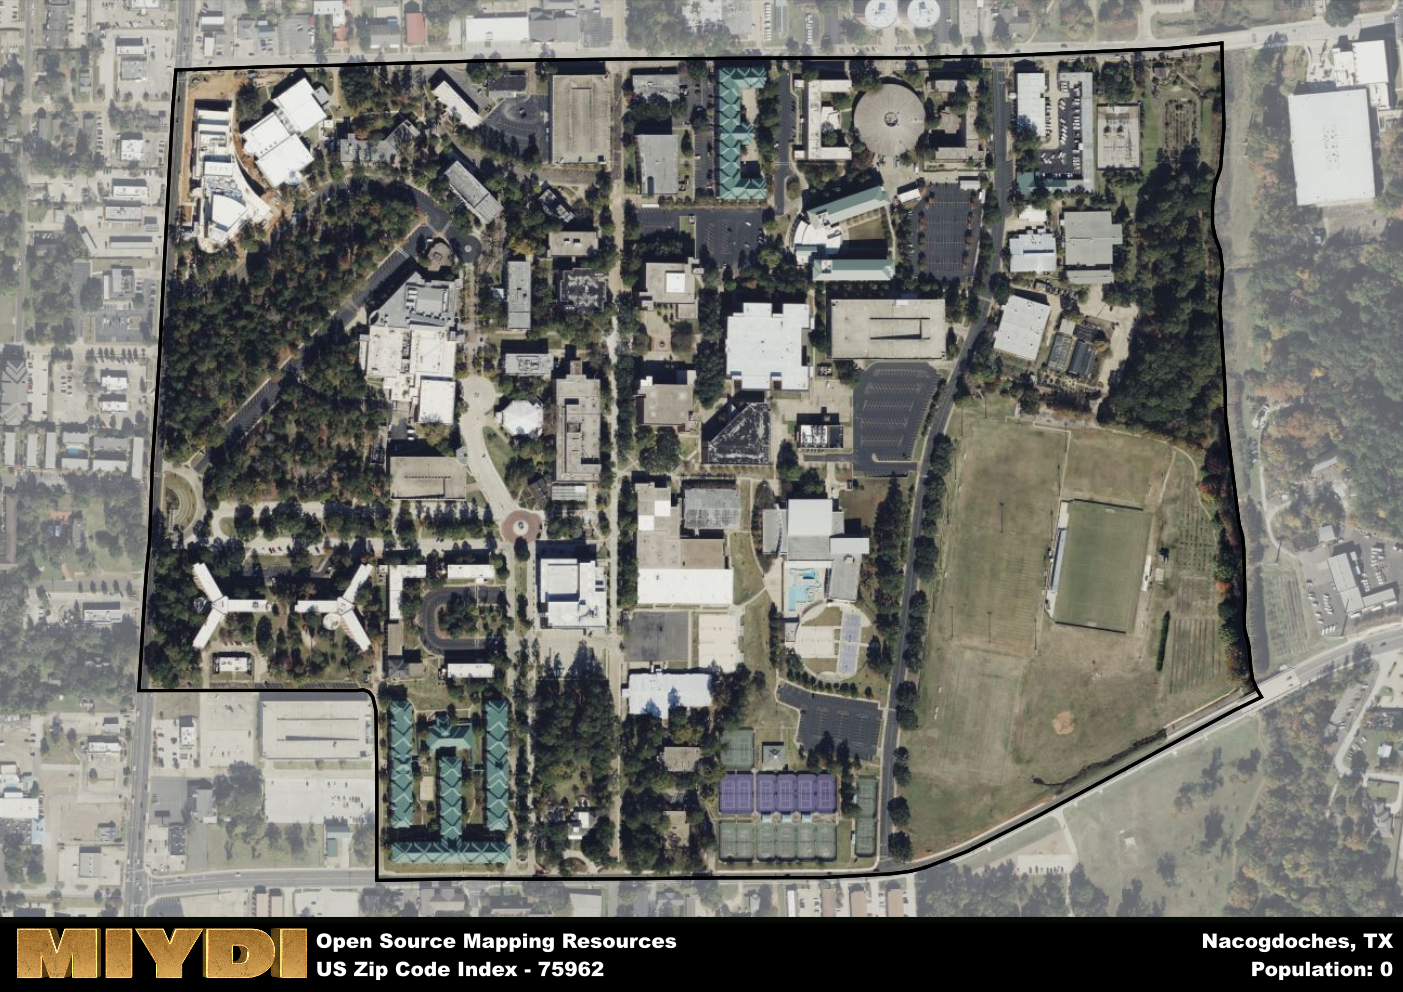 MIYDI
Open Source Mapping Resources
US Zip Code Index - 75962
Nacogdoches, TX
Population: 0